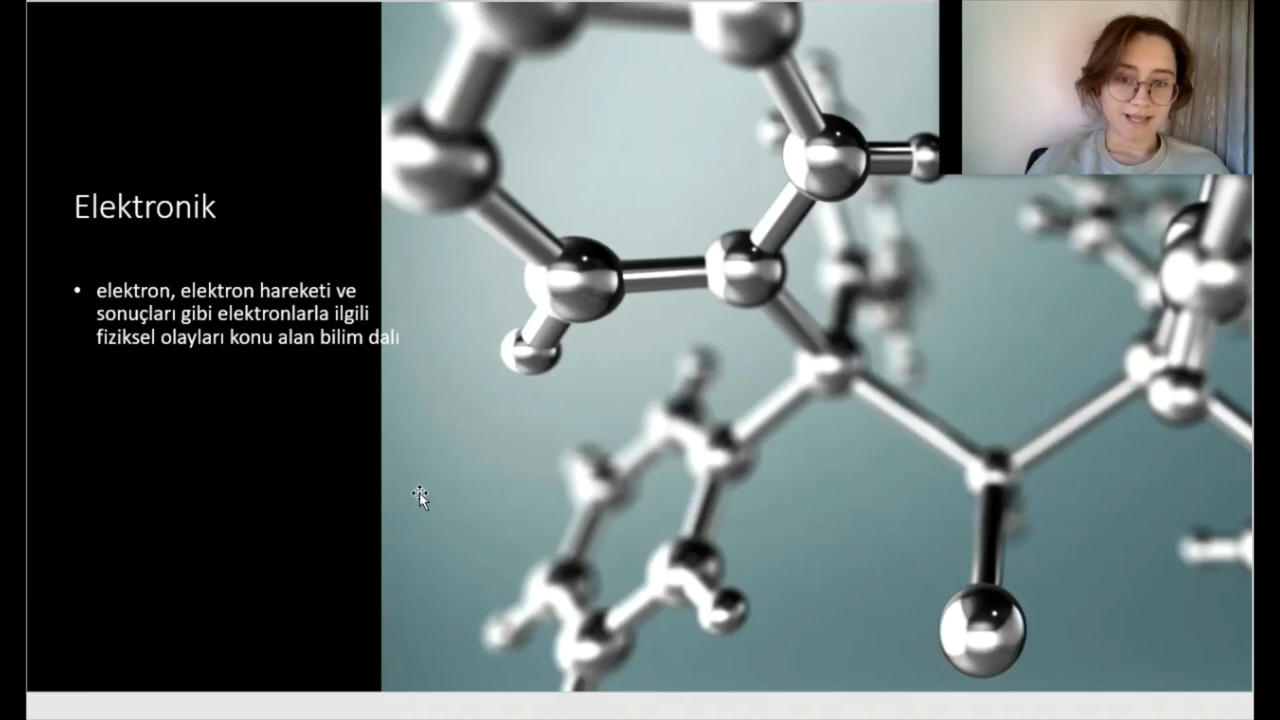 Elektronik
• elektron, elektron hareketi ve
sonuçları gibi elektronlarla ilgili
fiziksel olayları konu alan bilim dalı